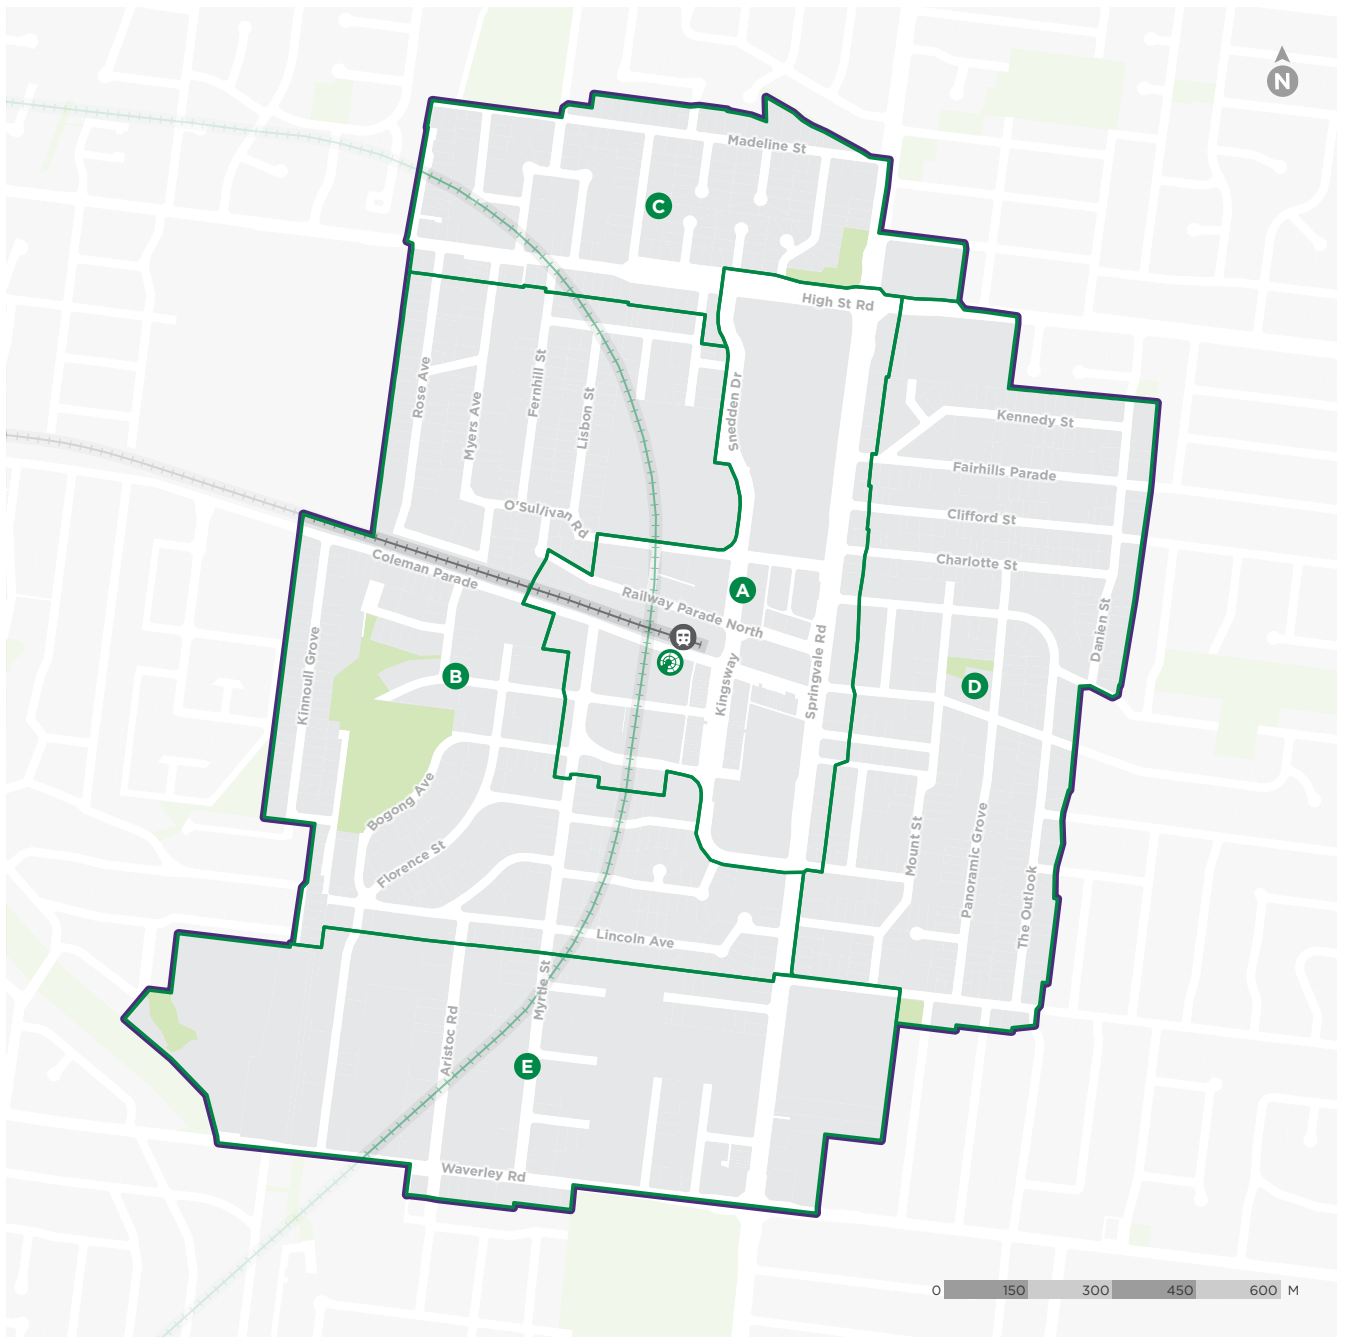 N
Madeline St
C
High St Rd
Rose Ave
Myers Ave
Fernhill St
Lisbon St
Snedden Dr
Kennedy St
Fairhills Parade
Clifford St
Charlotte St
O'Sul/ivan Rd
Coleman Parade
Railway Parade North
A
Kinnoull Grove
B
Kingsway
Springvale Rd
Danien St
D
Bogong Ave
Florence St
Mount St
Panoramic Grove
The Outlook
Lincoln Ave
Myrtle St
Aristoc Rd
E
Waverley Rd
0 150 300 450 600 M